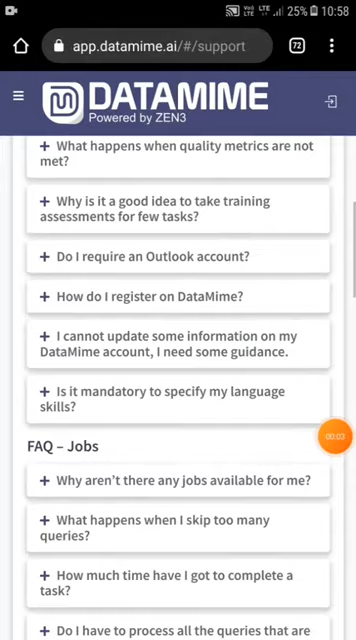 25% 10:58
app.datamime.ai/#/support
72
DATAMIME
Powered by ZEN3
+ What happens when quality metrics are not
met?
+ Why is it a good idea to take training
assessments for few tasks?
+ Do I require an Outlook account?
+ How do I register on DataMime?
+ I cannot update some information on my
DataMime account, I need some guidance.
+ Is it mandatory to specify my language
skills?
00:03
FAQ – Jobs
+ Why aren't there any jobs available for me?
+ What happens when I skip too many
queries?
+ How much time have I got to complete a
task?
+ Do I have to process all the queries that are